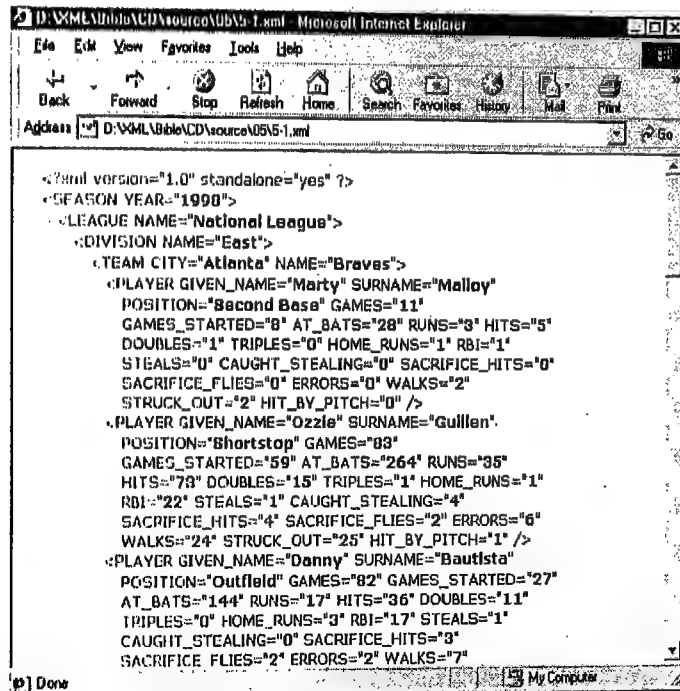 D:\XML\Bible\CD\source\05\5-1.xml - Microsoft Internet Explorer
File Edit View Favorites Tools Help
Back Forward Stop Refresh Home Search Favorites History Mail Print
Address D:\XML\Bible\CD\source\05\5-1.xml Go
<?xml version="1.0" standalone="yes" ?>
- <SEASON YEAR="1998">
- <LEAGUE NAME="National League">
- <DIVISION NAME="East">
- <TEAM CITY="Atlanta" NAME="Braves">
<PLAYER GIVEN_NAME="Marty" SURNAME="Malloy"
POSITION="Second Base" GAMES="11"
GAMES_STARTED="8" AT_BATS="28" RUNS="3" HITS="5"
DOUBLES="1" TRIPLES="0" HOME_RUNS="1" RBI="1"
STEALS="0" CAUGHT_STEALING="0" SACRIFICE_HITS="0"
SACRIFICE_FLIES="0" ERRORS="0" WALKS="2"
STRUCK_OUT="2" HIT_BY_PITCH="0" />
<PLAYER GIVEN_NAME="Ozzie" SURNAME="Guillen"
POSITION="Shortstop" GAMES="83"
GAMES_STARTED="59" AT_BATS="264" RUNS="35"
HITS="73" DOUBLES="15" TRIPLES="1" HOME_RUNS="1"
RBI="22" STEALS="1" CAUGHT_STEALING="4"
SACRIFICE_HITS="4" SACRIFICE_FLIES="2" ERRORS="6"
WALKS="24" STRUCK_OUT="25" HIT_BY_PITCH="1" />
<PLAYER GIVEN_NAME="Danny" SURNAME="Bautista"
POSITION="Outfield" GAMES="82" GAMES_STARTED="27"
AT_BATS="144" RUNS="17" HITS="36" DOUBLES="11"
TRIPLES="0" HOME_RUNS="3" RBI="17" STEALS="1"
CAUGHT_STEALING="0" SACRIFICE_HITS="3"
SACRIFICE_FLIES="2" ERRORS="2" WALKS="7"
Done My Computer